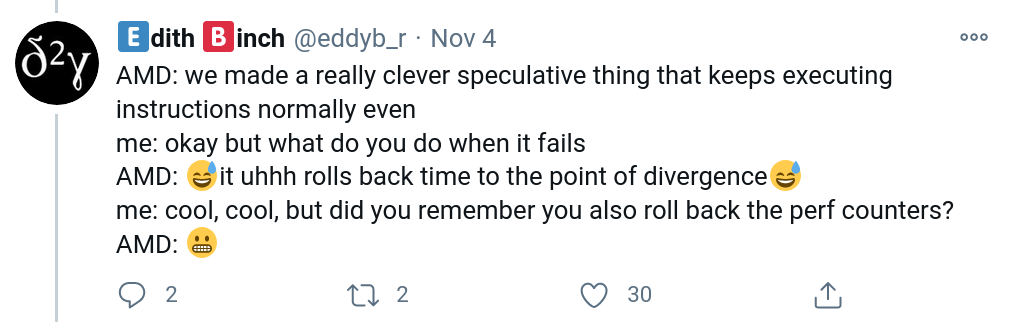 δ²γ
🇪dith 🅱inch @eddyb_r · Nov 4
AMD: we made a really clever speculative thing that keeps executing
instructions normally even
me: okay but what do you do when it fails
AMD: 😅it uhhh rolls back time to the point of divergence😅
me: cool, cool, but did you remember you also roll back the perf counters?
AMD: 😬
2 2 30